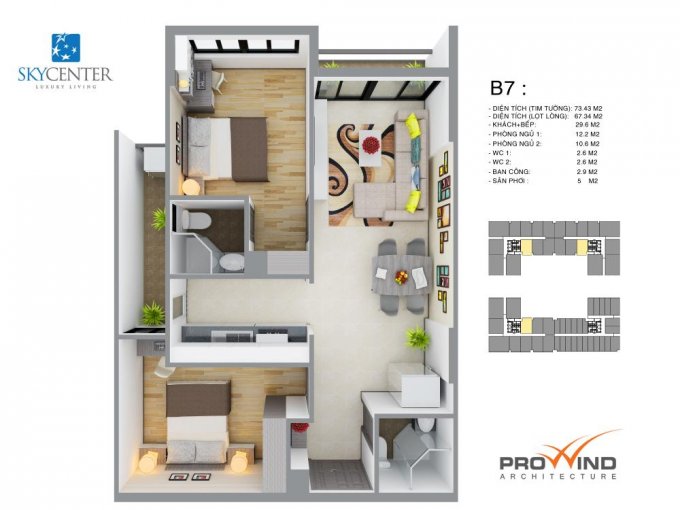 SKYCENTER
LUXURY LIVING
B7 :
- DIỆN TÍCH (TIM TƯỜNG): 73.43 M2
- DIỆN TÍCH (LỌT LÒNG): 67.34 M2
- KHÁCH+BẾP: 29.6 M2
- PHÒNG NGỦ 1: 12.2 M2
- PHÒNG NGỦ 2: 10.6 M2
- WC 1: 2.6 M2
- WC 2: 2.6 M2
- BAN CÔNG: 2.9 M2
- SÂN PHƠI : 5 M2
PROWIND
ARCHITECTURE